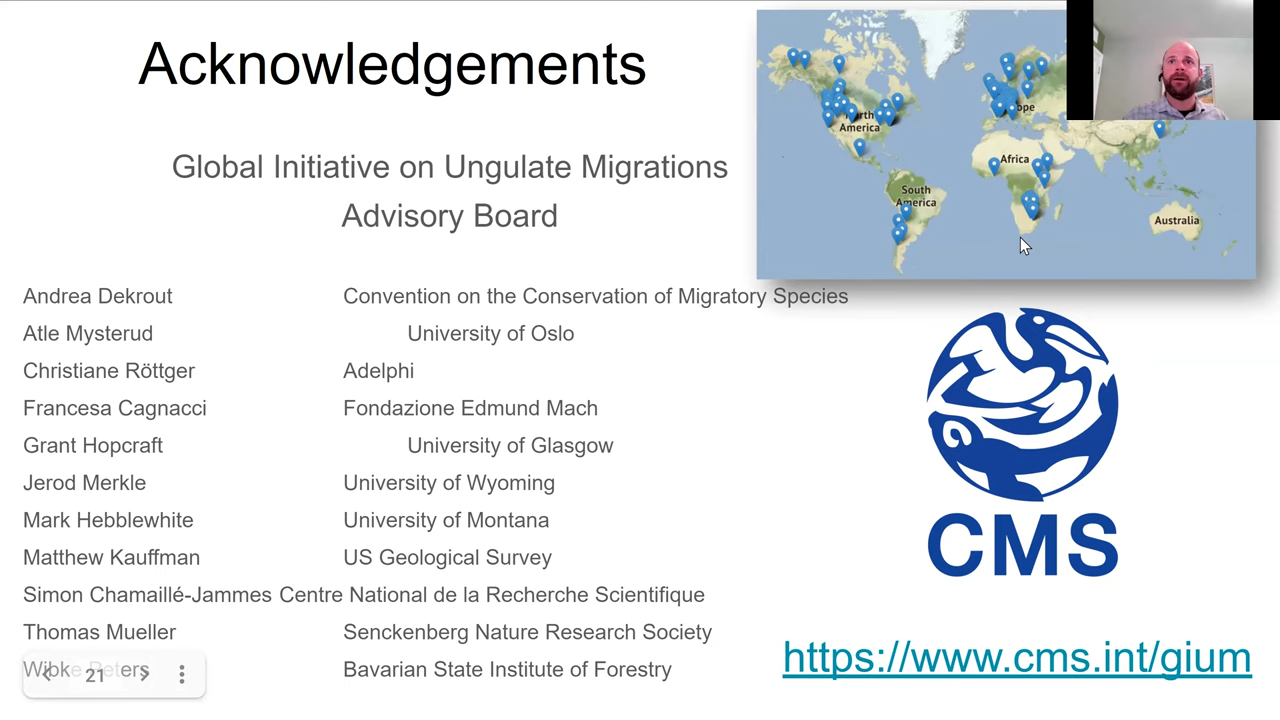 Acknowledgements
Global Initiative on Ungulate Migrations
Advisory Board
Andrea Dekrout Convention on the Conservation of Migratory Species
Atle Mysterud University of Oslo
Christiane Röttger Adelphi
Francesa Cagnacci Fondazione Edmund Mach
Grant Hopcraft University of Glasgow
Jerod Merkle University of Wyoming
Mark Hebblewhite University of Montana
Matthew Kauffman US Geological Survey
Simon Chamaillé-Jammes Centre National de la Recherche Scientifique
Thomas Mueller Senckenberg Nature Research Society
Wibke Peters Bavarian State Institute of Forestry
21
North
America
ope
Africa
South
America
Australia
CMS
https://www.cms.int/gium